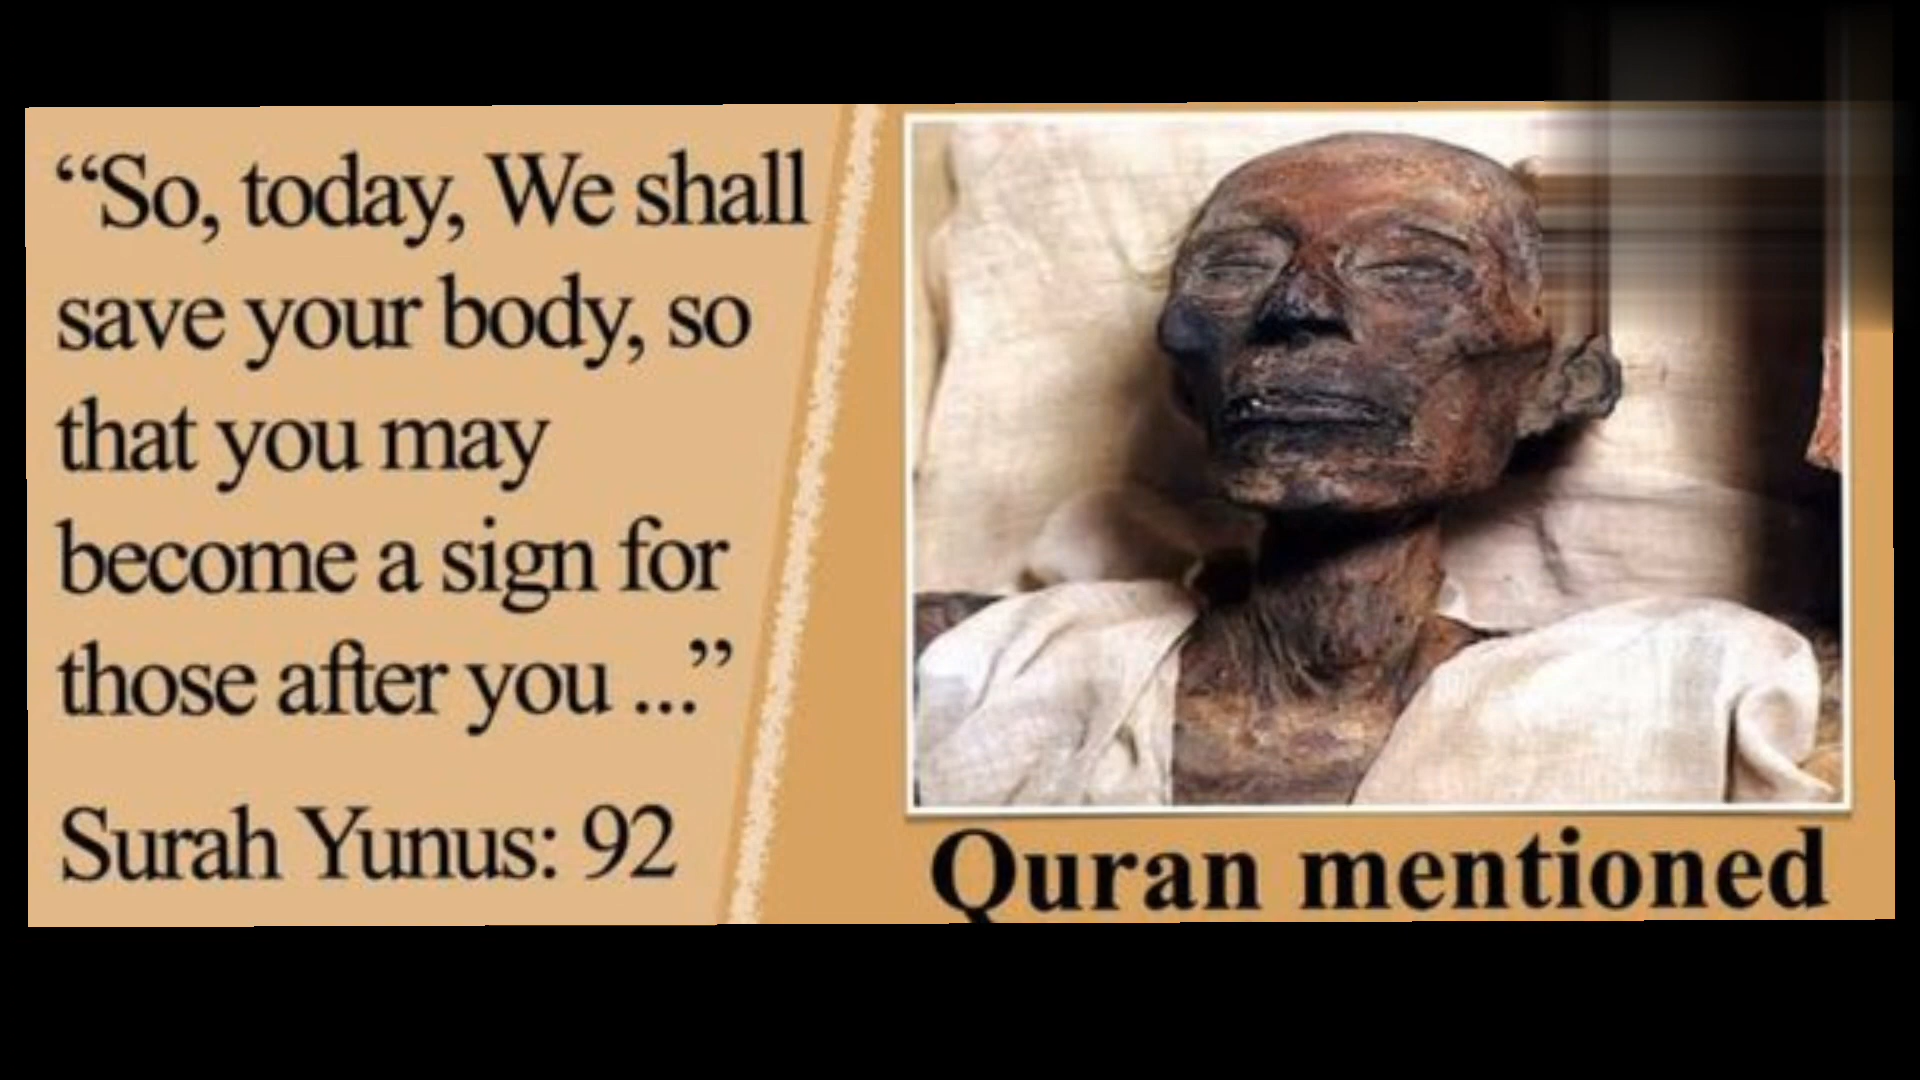 “So, today, We shall
save your body, so
that you may
become a sign for
those after you ...”
Surah Yunus: 92
Quran mentioned